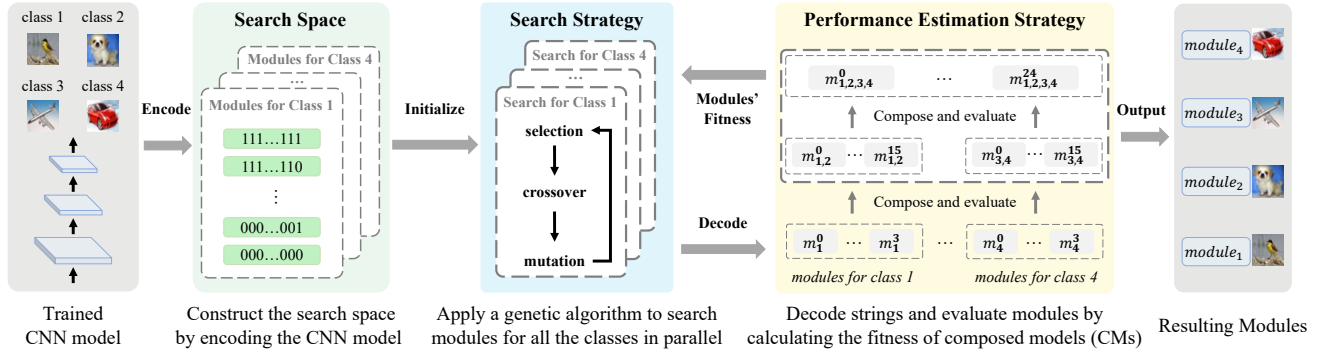 class 1 class 2
class 3 class 4
Trained
CNN model
Encode
Search Space
Modules for Class 4
...
Modules for Class 1
111…111
111…110
⋮
000…001
000…000
Construct the search space
by encoding the CNN model
Initialize
Search Strategy
Search for Class 4
...
Search for Class 1
selection
crossover
mutation
Apply a genetic algorithm to search
modules for all the classes in parallel
Modules'
Fitness
Decode
Performance Estimation Strategy
m^0_{1,2,3,4} ... m^{24}_{1,2,3,4}
Compose and evaluate
m^0_{1,2} ... m^{15}_{1,2} m^0_{3,4} ... m^{15}_{3,4}
Compose and evaluate
m^0_1 ... m^3_1 ... m^0_4 ... m^3_4
modules for class 1 modules for class 4
Decode strings and evaluate modules by
calculating the fitness of composed models (CMs)
Output
module_4
module_3
module_2
module_1
Resulting Modules